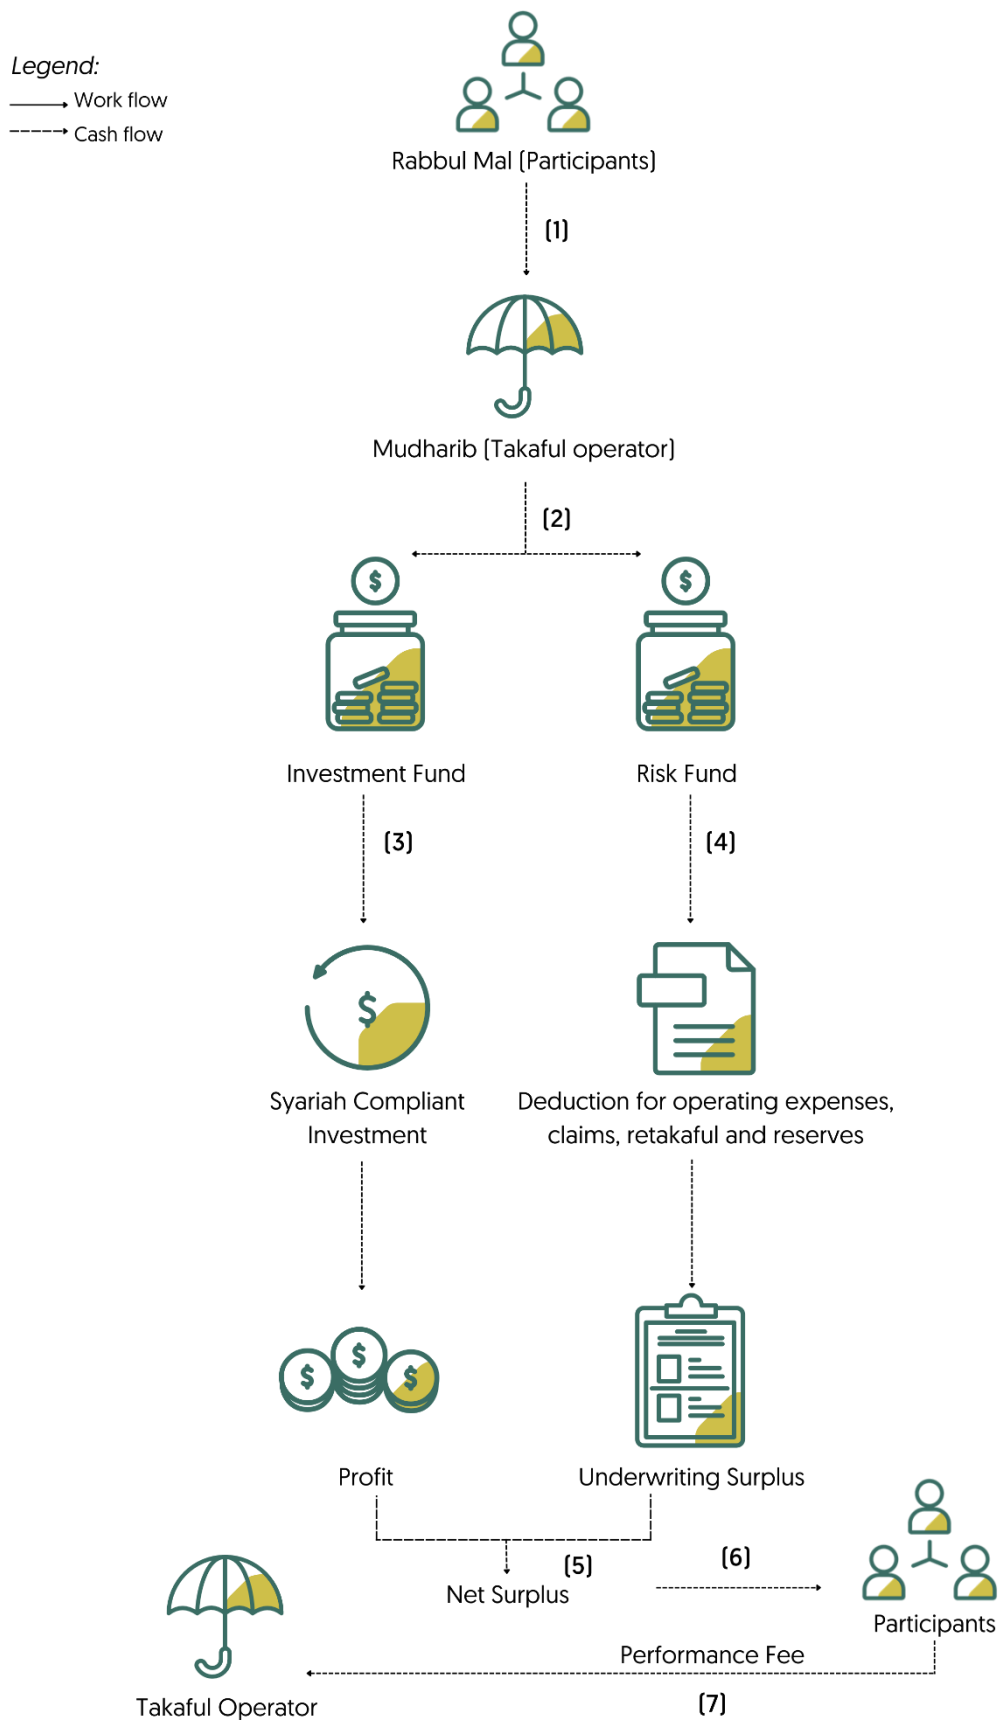 Legend:
Work flow
Cash flow
Rabbul Mal (Participants)
(1)
Mudharib (Takaful operator)
(2)
$
$
Investment Fund
Risk Fund
(3)
(4)
$
Syariah Compliant
Investment
Deduction for operating expenses,
claims, retakaful and reserves
$
$
$
Profit
Underwriting Surplus
(5)
(6)
Net Surplus
Participants
Performance Fee
(7)
Takaful Operator